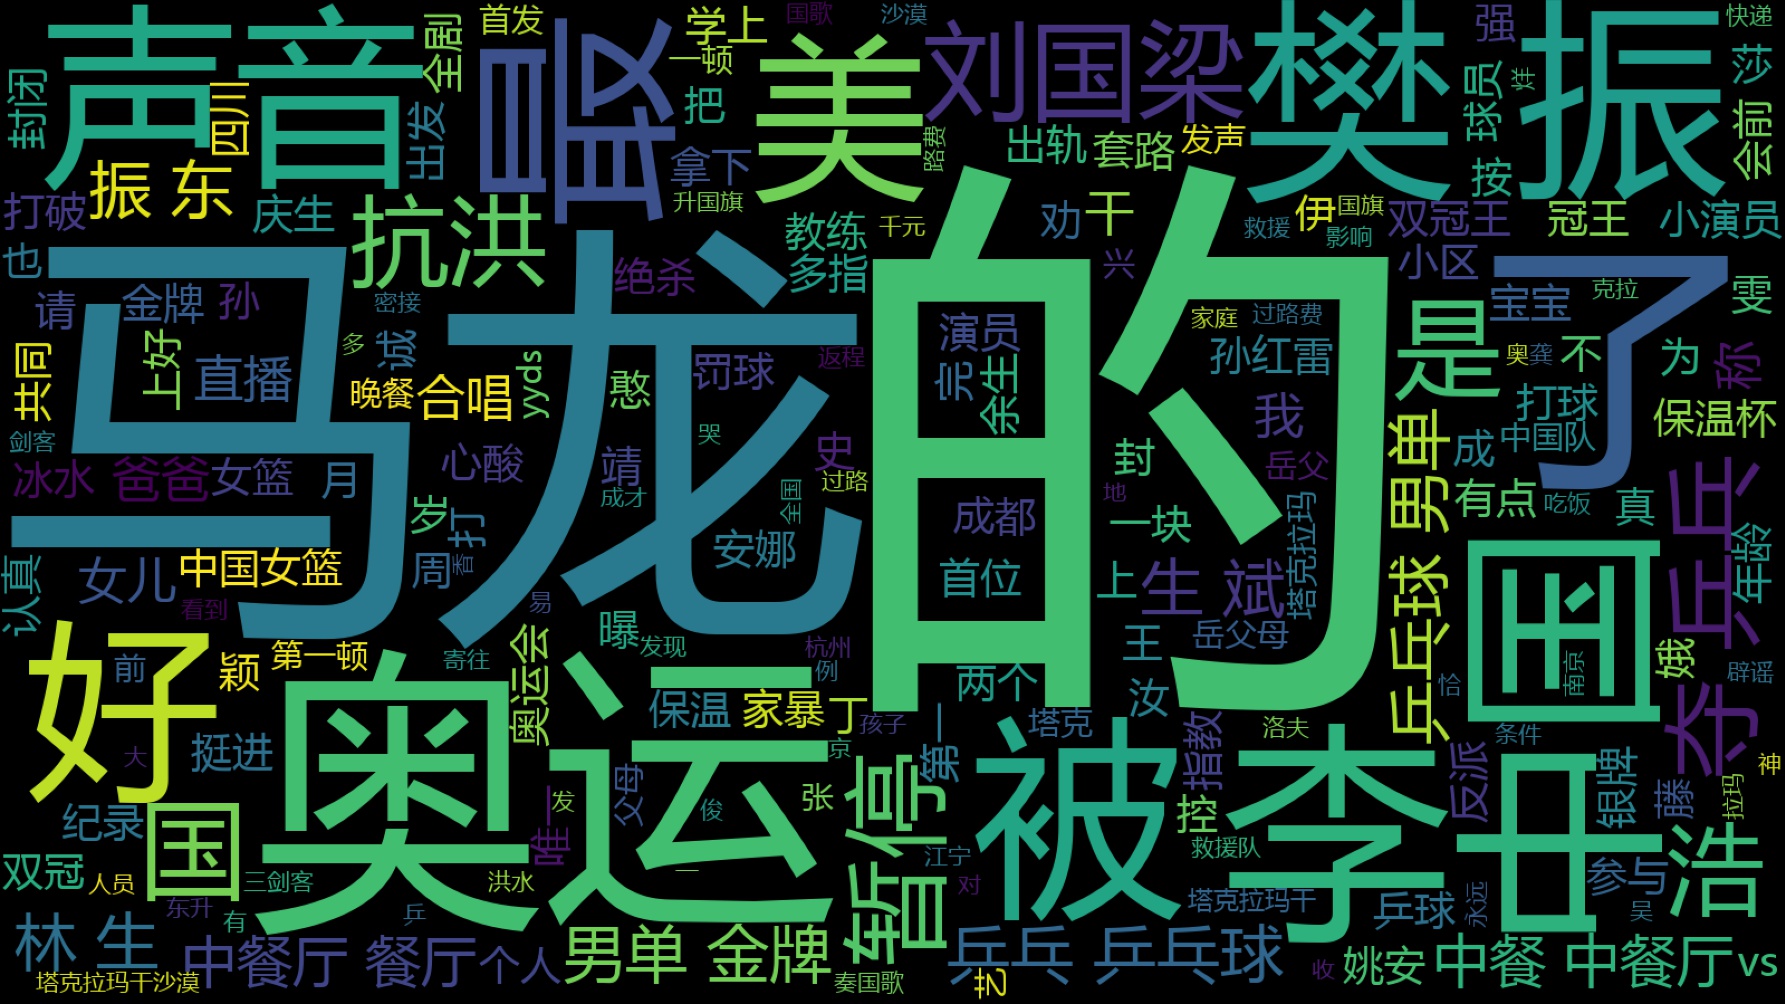 声音
最
美
刘国梁
樊振
首发
学上
国歌
沙漠
强
快递
全剧
一顿
莎
封闭
四川
出发
把
路费
出轨
套路
发声
球员
烊
会前
按
打破
振 东
庆生
抗洪
拿下
升国旗
教练
千元
劝
干
救援
伊
国旗
影响
双冠王
冠王
小演员
也
马龙
的
了
请
金牌
孙
密接
绝杀
多指
兴
小区
宝宝
克拉
雯
共同
上好
直播
多
诚
演员
家庭
过路费
孙红雷
是
奥
龚
不
为
称
晚餐
合唱
yyds
憨
罚球
返程
完
余生
我
打球
保温杯
剑客
冰水
爸爸
女篮
月
心酸
靖
哭
史
过路
封
岳父
男单
成
中国队
岁
打
成才
全国
成都
地
一块
有点
吃饭
真
乒乓
认真
女儿
中国女篮
周
香
安娜
首位
上
生
斌
塔克拉玛
乒乓球
国
年龄
看到
易
曝
发现
杭州
王
岳父母
好
前
颖
第一顿
寄往
奥运会
例
两个
汝
娥
南京
辟谣
夺
奥运
保温
家暴
丁
孩子
第一
塔克
指教
洛夫
恰
条件
大
挺进
京
暂停
被
李
中
反派
银牌
藤
神
拉玛
纪录
唯一
发
父母
俊
张
控
国
双冠
人员
三剑客
洪水
一
江宁
救援队
浩
对
塔克拉玛干
参与
吴
东升
有
乒
乒球
永远
林 生
中餐厅 餐厅
个人
男单 金牌
乒乓 乒乓球
姚安
中餐 中餐厅
vs
塔克拉玛干沙漠
奏国歌
艺
收